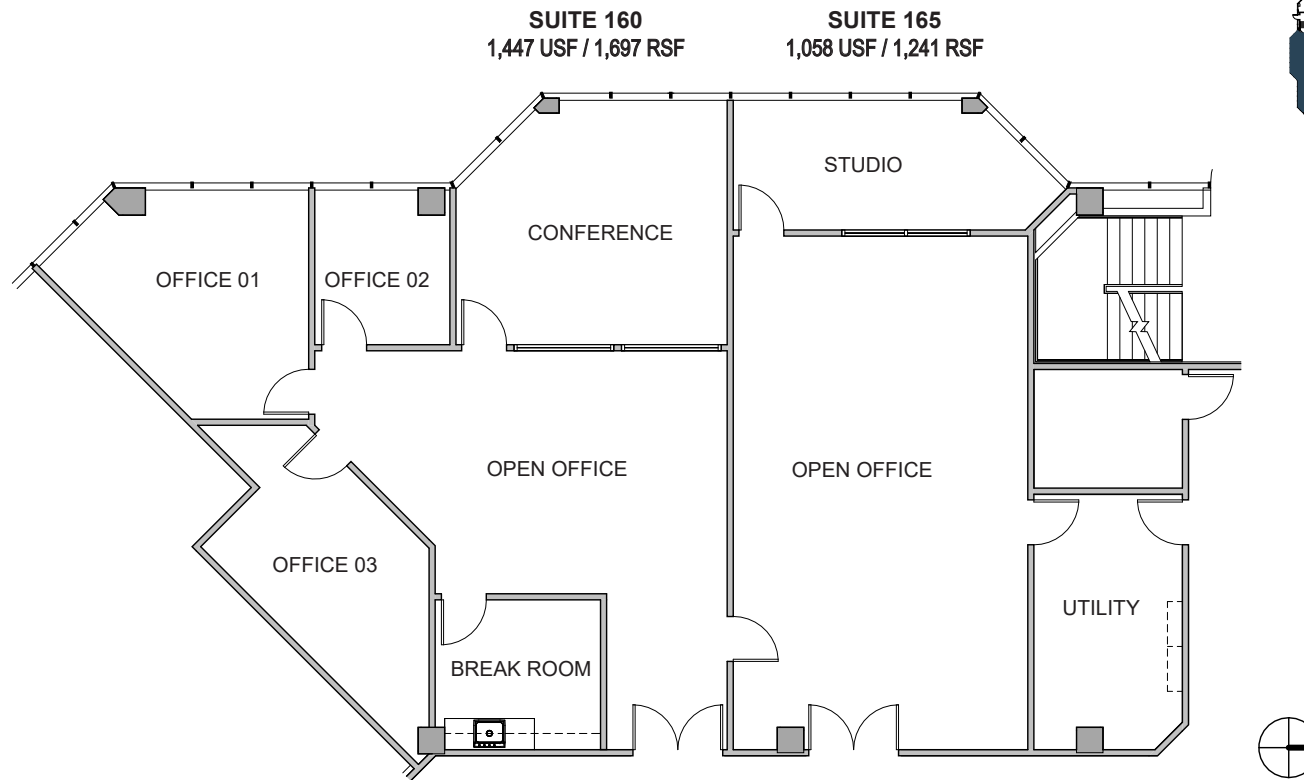 SUITE 160
1,447 USF / 1,697 RSF
SUITE 165
1,058 USF / 1,241 RSF
STUDIO
CONFERENCE
OFFICE 01
OFFICE 02
OPEN OFFICE
OPEN OFFICE
OFFICE 03
UTILITY
BREAK ROOM